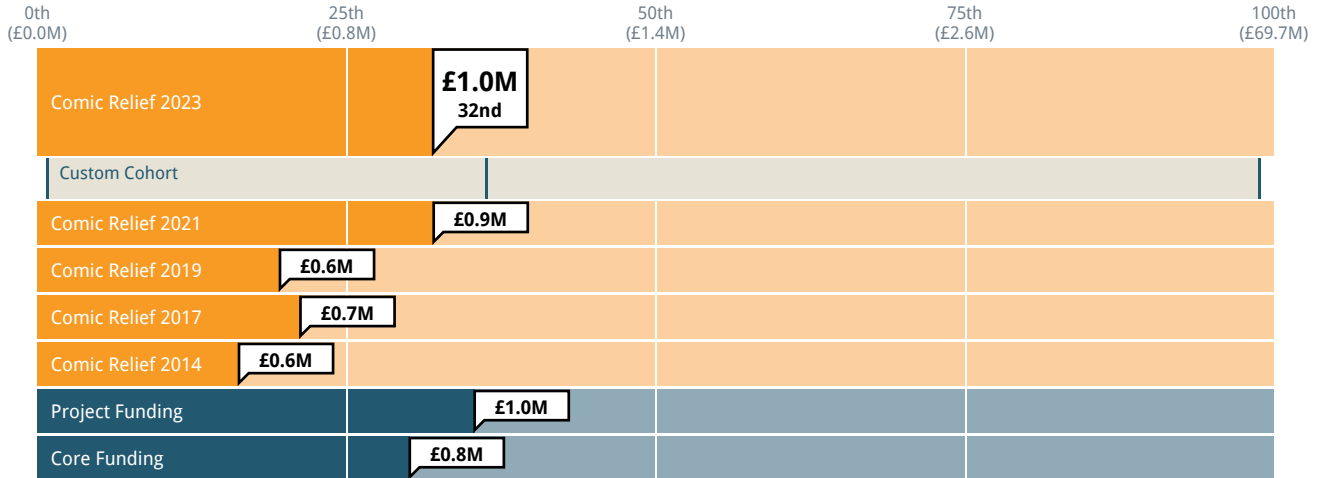 0th 25th 50th 75th 100th
(£0.0M) (£0.8M) (£1.4M) (£2.6M) (£69.7M)
£1.0M
32nd
Comic Relief 2023
Custom Cohort
Comic Relief 2021 £0.9M
Comic Relief 2019 £0.6M
Comic Relief 2017 £0.7M
Comic Relief 2014 £0.6M
Project Funding £1.0M
Core Funding £0.8M